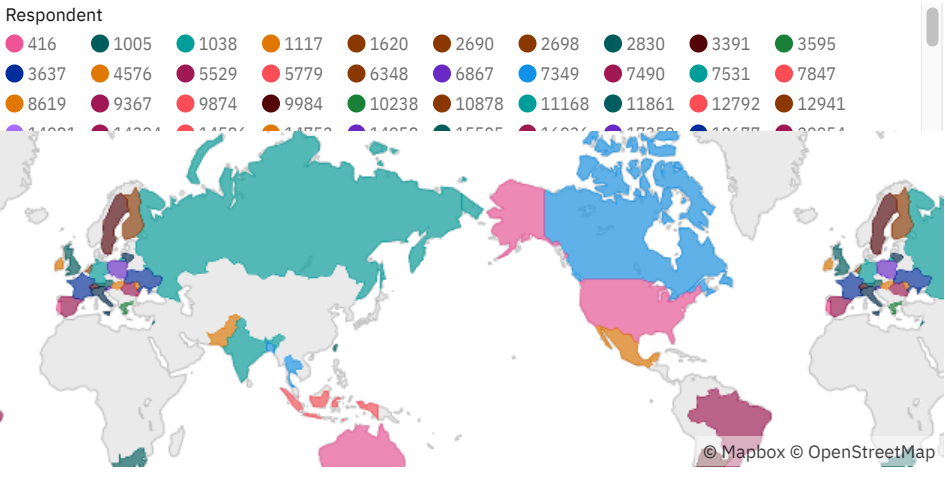 Respondent
416 1005 1038 1117 1620 2690 2698 2830 3391 3595
3637 4576 5529 5779 6348 6867 7349 7490 7531 7847
8619 9367 9874 9984 10238 10878 11168 11861 12792 12941
© Mapbox © OpenStreetMap